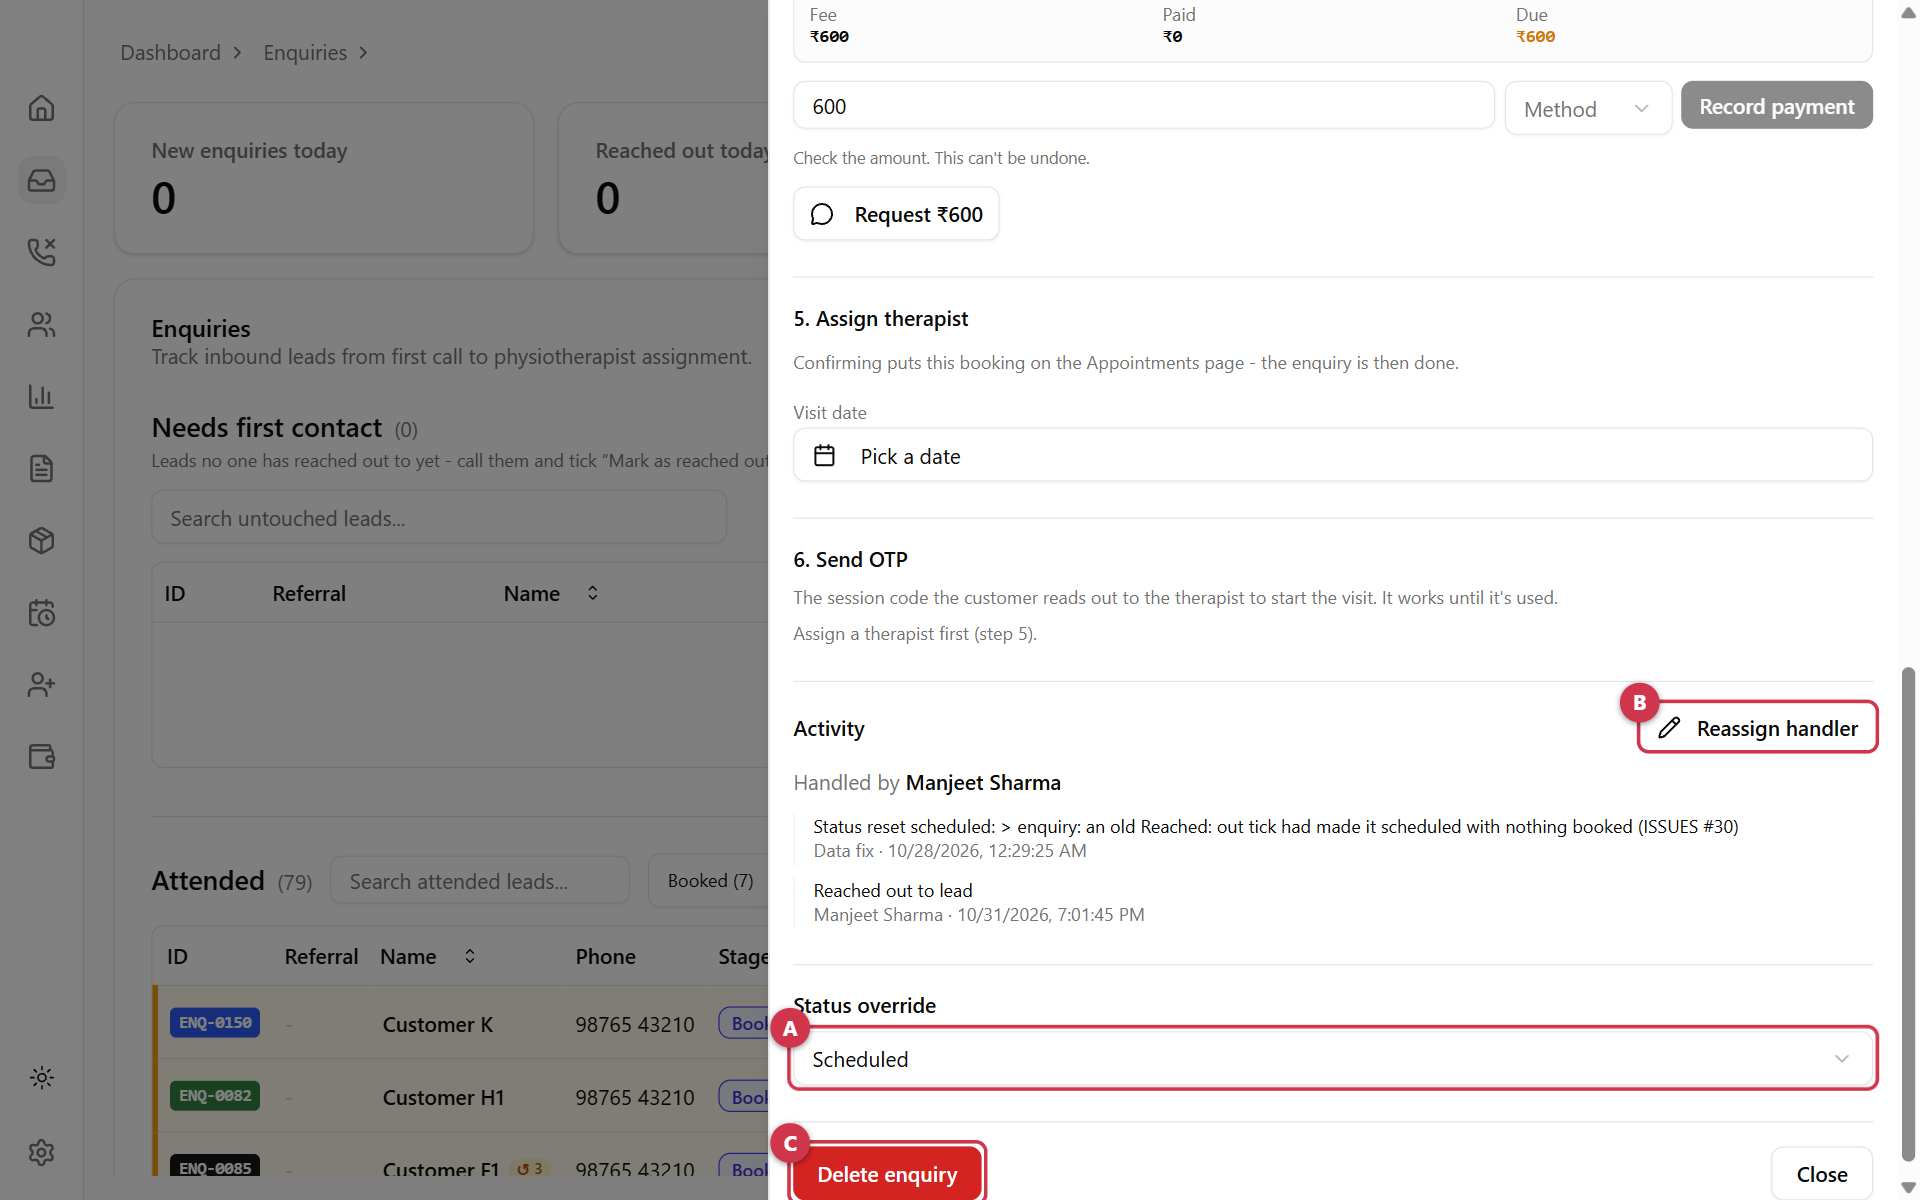 Dashboard
Enquiries
New enquiries today
0
Reached out today
0
Enquiries
Track inbound leads from first call to physiotherapist assignment.
Needs first contact (0)
Leads no one has reached out to yet - call them and tick “Mark as reached out
Search untouched leads...
ID Referral Name
Attended (79)
Search attended leads...
Booked (7)
ID Referral Name Phone Stage
ENQ-0150 - Customer K 98765 43210 Book
ENQ-0082 - Customer H1 98765 43210 Book
ENQ-0085 - Customer F1 3 98765 43210 Book
Fee Paid Due
₹600 ₹0 ₹600
600
Method
Record payment
Check the amount. This can't be undone.
Request ₹600
5. Assign therapist
Confirming puts this booking on the Appointments page - the enquiry is then done.
Visit date
Pick a date
6. Send OTP
The session code the customer reads out to the therapist to start the visit. It works until it's used.
Assign a therapist first (step 5).
Activity
B
Reassign handler
Handled by Manjeet Sharma
Status reset scheduled: > enquiry: an old Reached: out tick had made it scheduled with nothing booked (ISSUES #30)
Data fix · 10/28/2026, 12:29:25 AM
Reached out to lead
Manjeet Sharma · 10/31/2026, 7:01:45 PM
Status override
A
Scheduled
C
Delete enquiry
Close